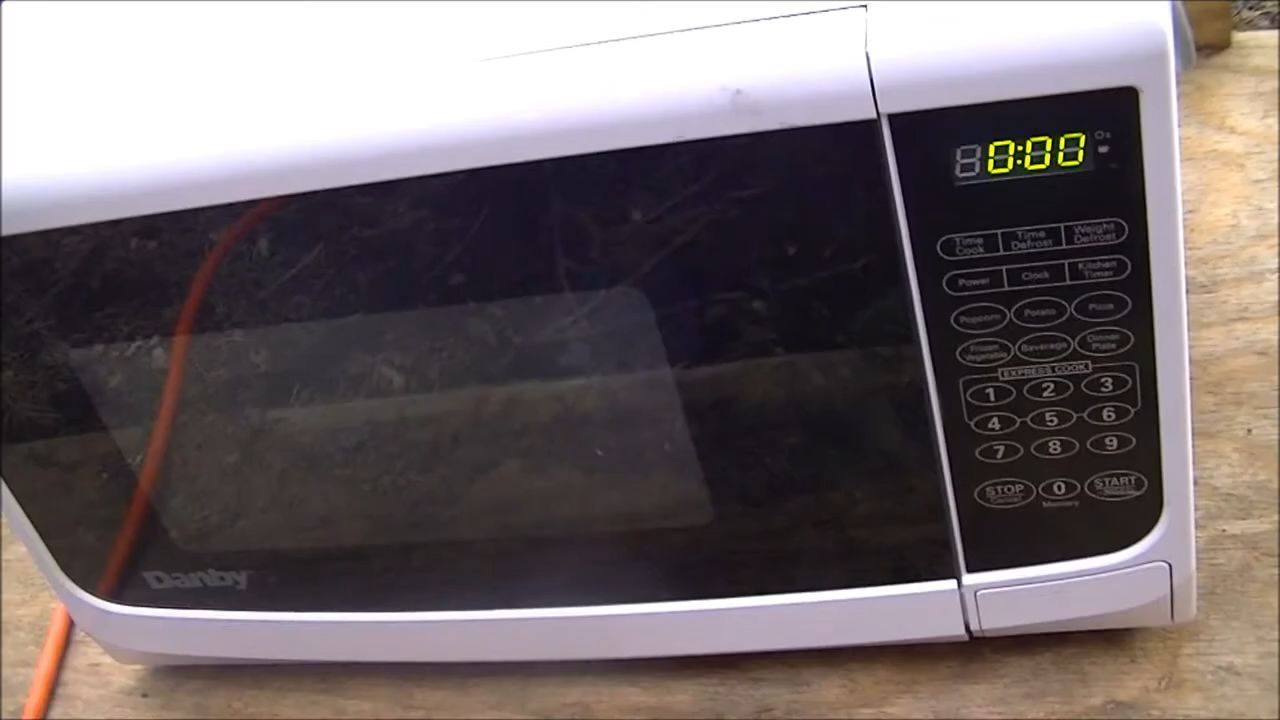 0:00
Time Cook
Time Defrost
Weight Defrost
Power
Clock
Kitchen Timer
Popcorn
Potato
Pizza
Frozen Vegetable
Beverage
Dinner Plate
EXPRESS COOK
1 2 3
4 5 6
7 8 9
STOP 0 START
Memory
Danby